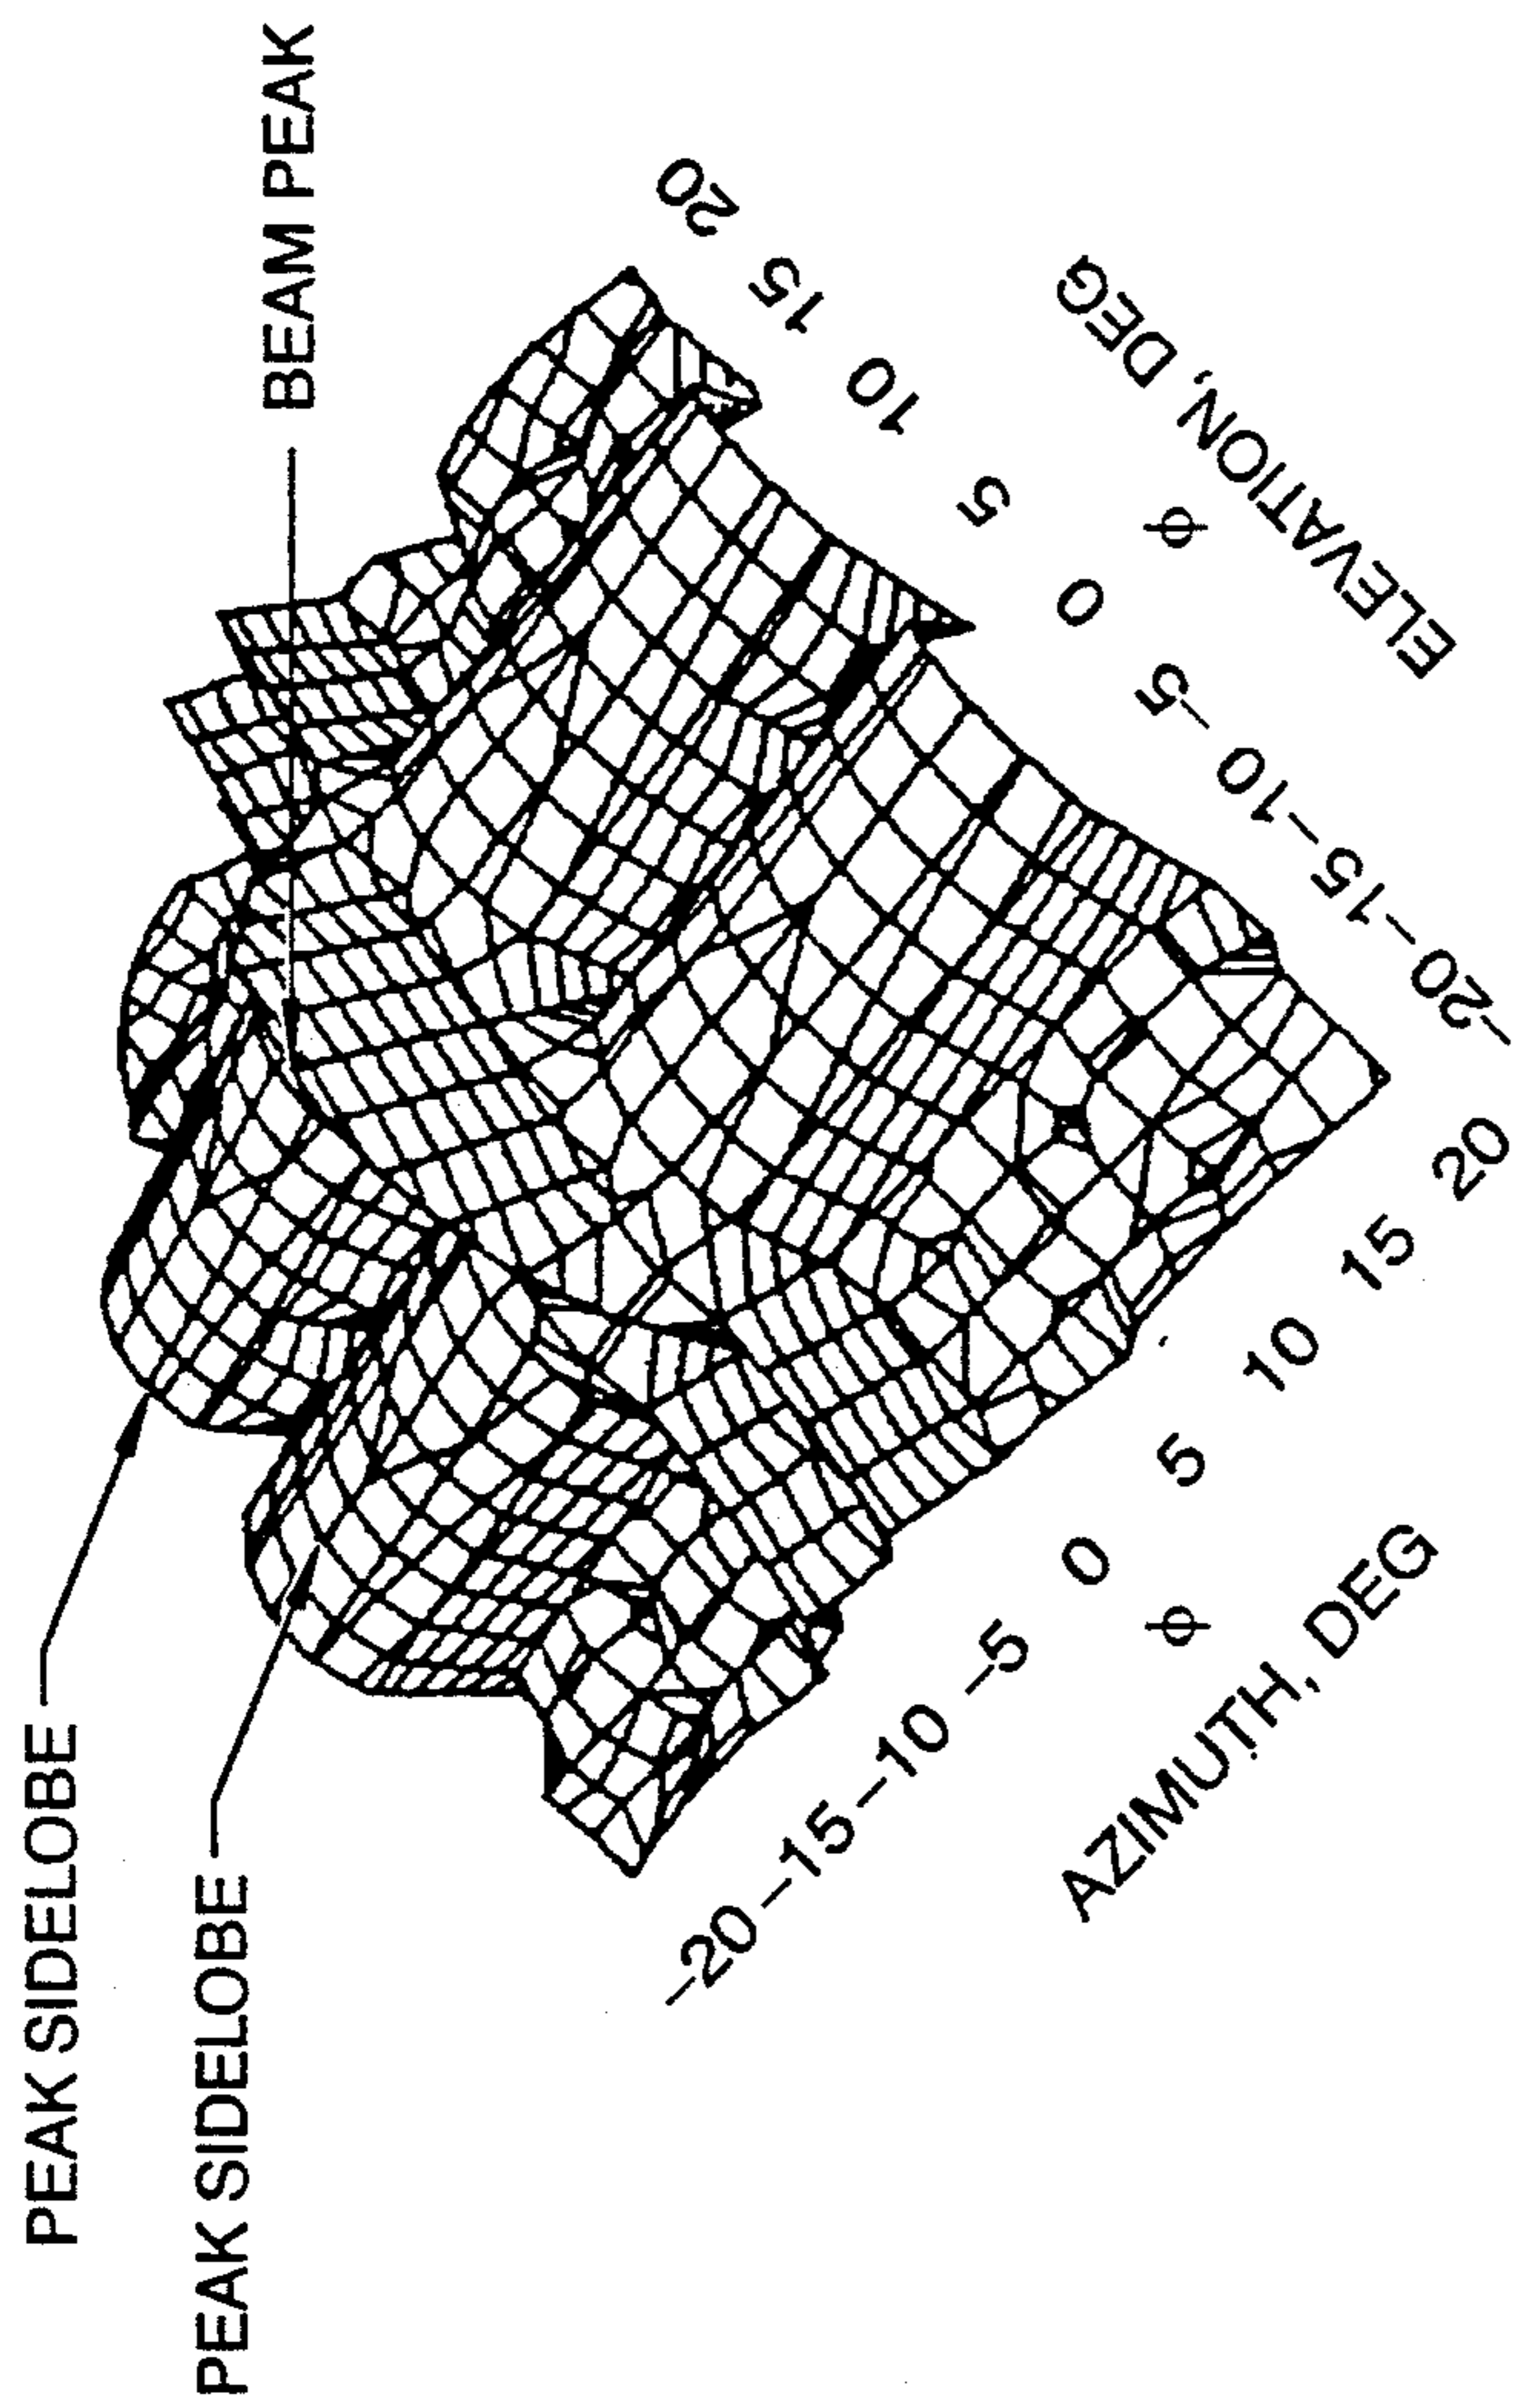 PEAK SIDELOBE
PEAK SIDELOBE
BEAM PEAK
-20 -15 -10 -5 0 5 10 15 20
ϕ
AZIMUTH, DEG
-20 -15 -10 -5 0 5 10 15 20
ϕ
ELEVATION, DEG